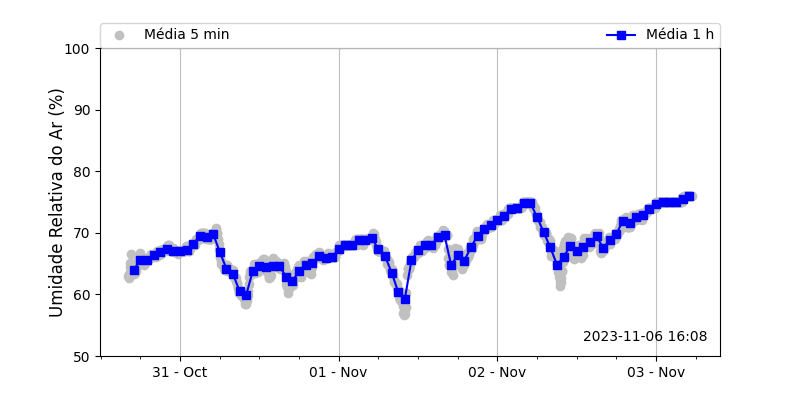 Média 5 min
Média 1 h
Umidade Relativa do Ar (%)
100
90
80
70
60
50
2023-11-06 16:08
31 - Oct
01 - Nov
02 - Nov
03 - Nov